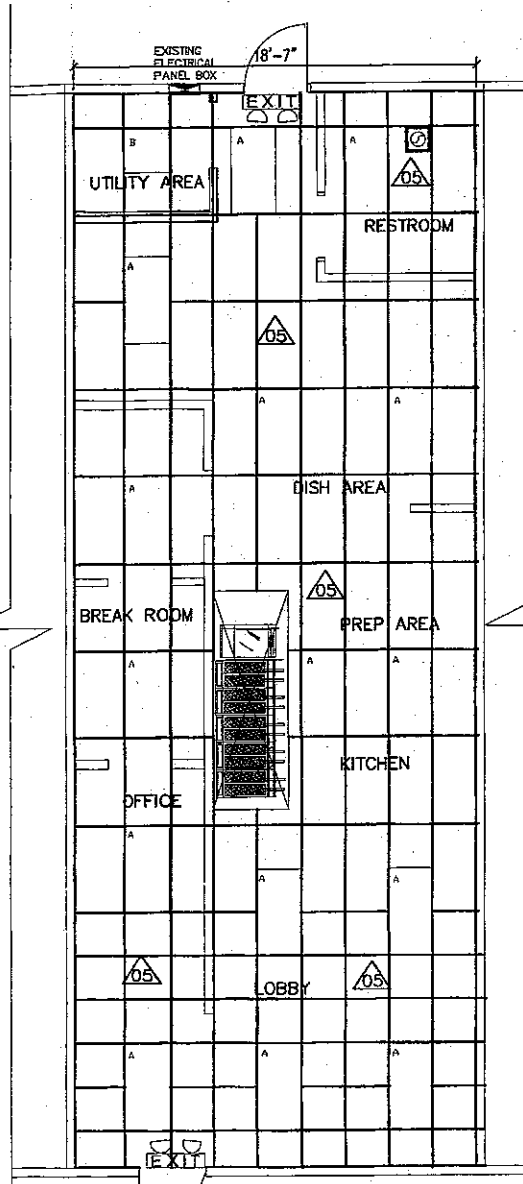 EXISTING
ELECTRICAL
PANEL BOX
18'-7"
EXIT
B
A
A
UTILITY AREA
05
RESTROOM
A
05
A
A
A
DISH AREA
05
BREAK ROOM
PREP AREA
A
A
A
KITCHEN
OFFICE
A
A
A
05
05
LOBBY
A
A
A
EXIT